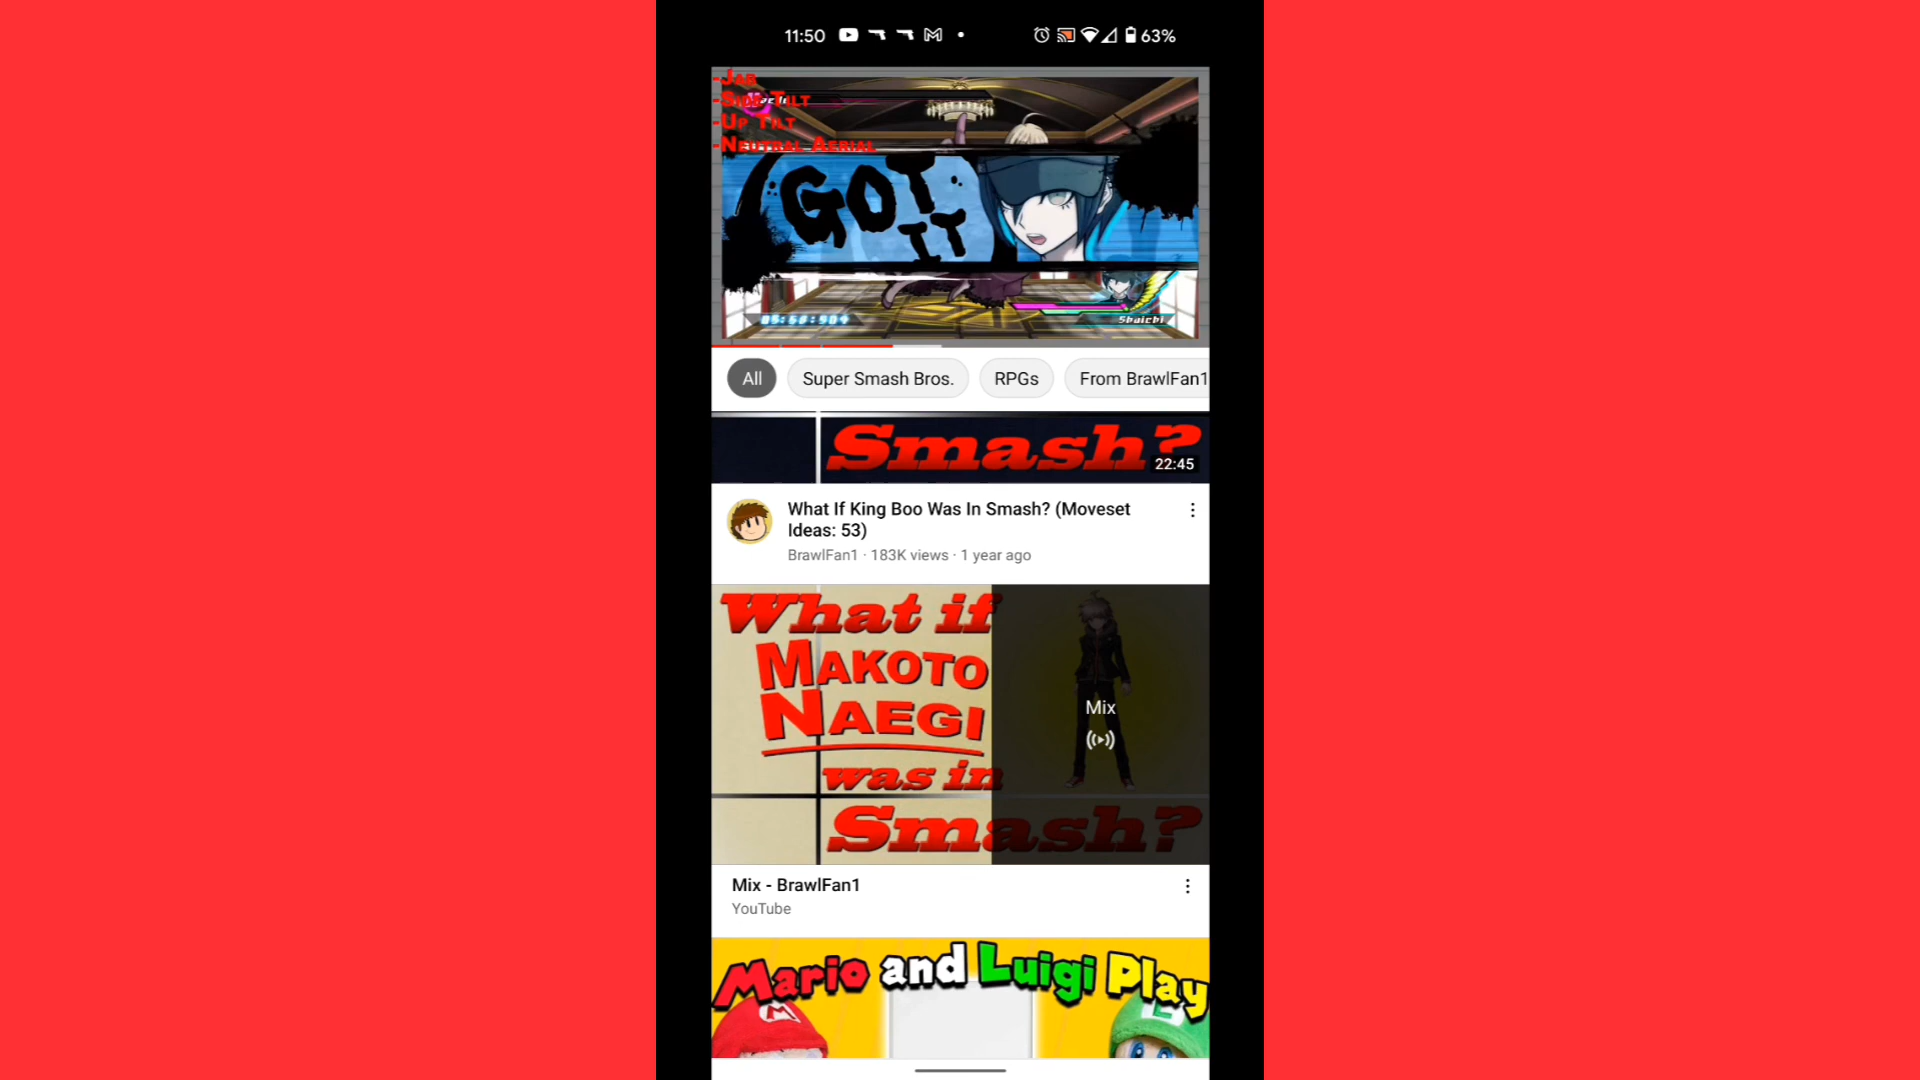 11:50
63%
-Jab
-Side Tilt
-Up Tilt
-Neutral Aerial
GOT
IT
Shuichi
All
Super Smash Bros.
RPGs
From BrawlFan1
Smash?
22:45
What If King Boo Was In Smash? (Moveset
Ideas: 53)
BrawlFan1 · 183K views · 1 year ago
What if
MAKOTO
NAEGI
was in
Smash?
Mix
Mix - BrawlFan1
YouTube
Mario and Luigi Play
M
L